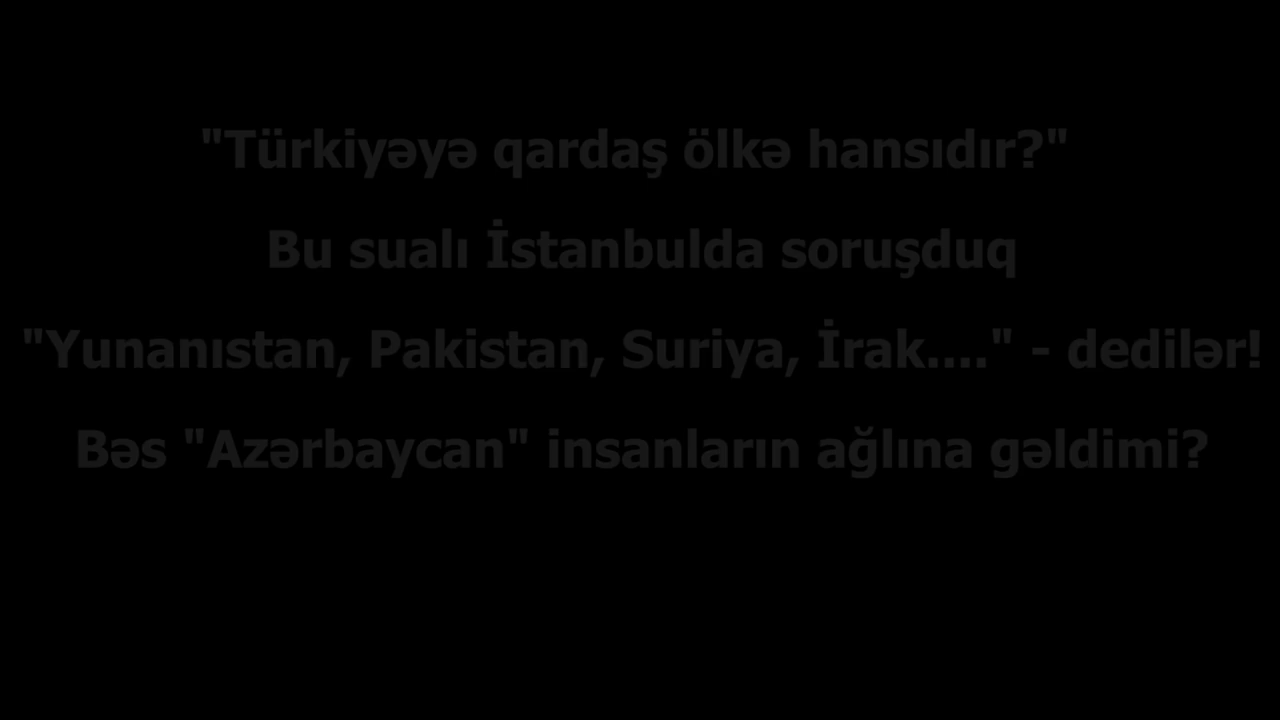 "Türkiyəyə qardaş ölkə hansıdır?"
Bu sualı İstanbulda soruşduq
"Yunanıstan, Pakistan, Suriya, İrak...." - dedilər!
Bəs "Azərbaycan" insanların ağlına gəldimi?